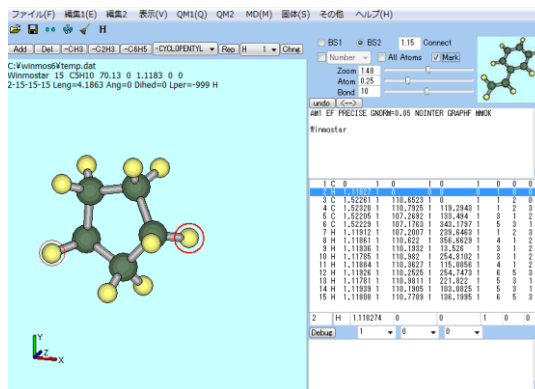 ファイル(F) 編集1(E) 編集2 表示(V) QM1(Q) QM2 MD(M) 固体(S) その他 ヘルプ(H)
H
Add Del -CH3 -C2H3 -C6H5 -CYCLOPENTYL Rep H 1 Chng
BS1 BS2 1.15 Connect
Number All Atoms Mark
Zoom 1.48
Atom 0.25
Bond 10
undo <-->
C:¥winmos6¥temp.dat
Winmostar 15 C5H10 70.13 0 1.1183 0 0
2-15-15-15 Leng=4.1863 Ang=0 Dihed=0 Lper=-999 H
AM1 EF PRECISE GNORM=0.05 NOINTER GRAPHF MMOK
Winmostar
1 C 0 1 0 1 0 1 0 0 0
2 H 1.11827 1 0 1 0 0 1 0 0
3 C 1.52261 1 110.6523 1 0 1 1 2 0
4 C 1.52328 1 110.7925 1 119.2943 1 1 2 3
5 C 1.52205 1 107.2692 1 133.494 1 3 1 2
6 C 1.52229 1 107.1763 1 343.1797 1 5 3 1
7 H 1.11912 1 107.2007 1 239.6463 1 1 2 3
8 H 1.11861 1 110.622 1 356.6829 1 4 1 2
9 H 1.11936 1 110.1932 1 13.526 1 3 1 2
10 H 1.11785 1 110.982 1 254.8102 1 3 1 2
11 H 1.11884 1 110.3627 1 115.0856 1 4 1 2
12 H 1.11926 1 110.2525 1 254.7473 1 6 5 3
13 H 1.11781 1 110.9811 1 221.822 1 5 3 1
14 H 1.11939 1 110.1905 1 103.0825 1 5 3 1
15 H 1.11808 1 110.7789 1 136.1995 1 6 5 3
2 H 1.118274 0 0 1 0 0
Debug 1 0 0
Y
Z X